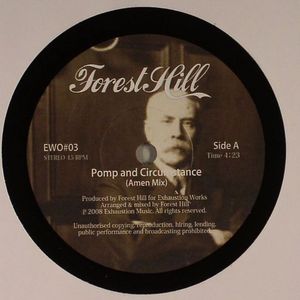 Forest Hill
EWO#03
STEREO 45 RPM
Side A
Time 4:23
Pomp and Circumstance
(Amen Mix)
Produced by Forest Hill for Exhaustion Works
Arranged & mixed by Forest Hill
℗ 2008 Exhaustion Music. All rights reserved.
Unauthorised copying, reproduction, hiring, lending,
public performance and broadcasting prohibited.